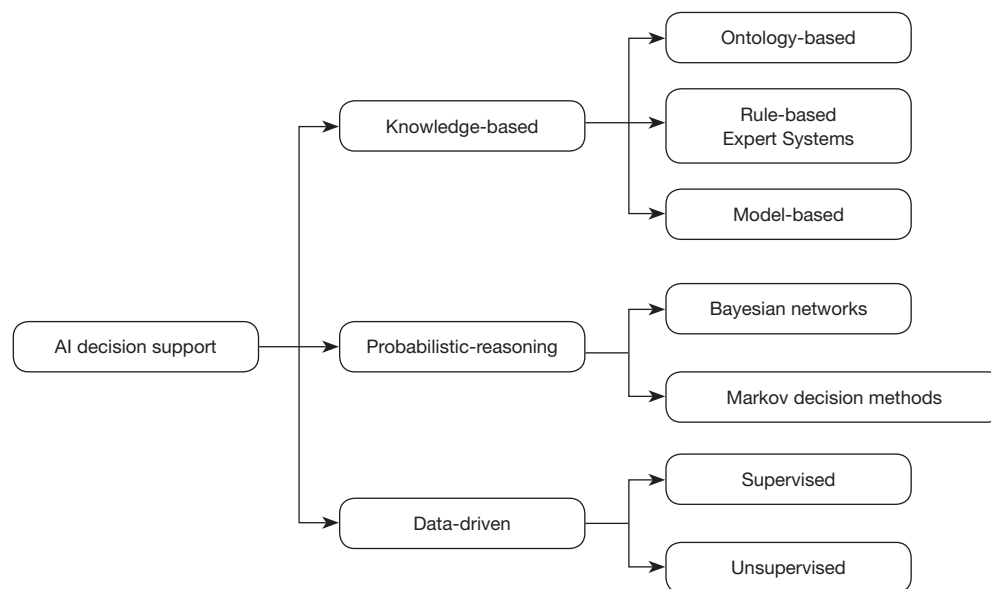 Ontology-based
Knowledge-based
Rule-based
Expert Systems
Model-based
AI decision support
Probabilistic-reasoning
Bayesian networks
Markov decision methods
Data-driven
Supervised
Unsupervised